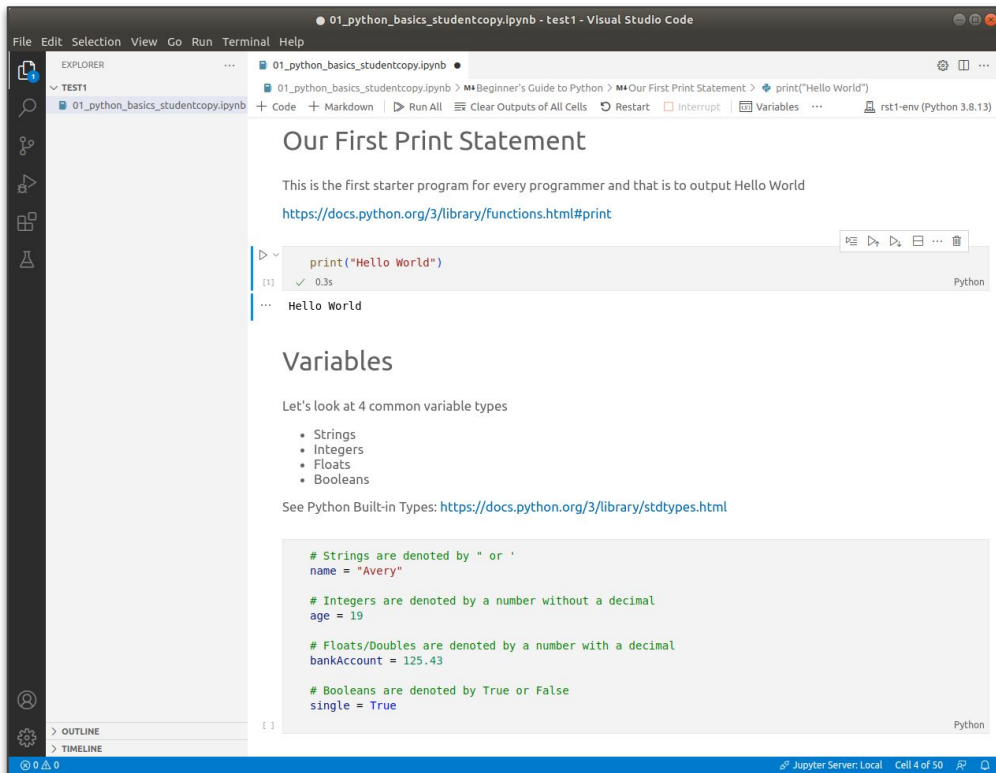 01_python_basics_studentcopy.ipynb - test1 - Visual Studio Code
File Edit Selection View Go Run Terminal Help
EXPLORER ...
01_python_basics_studentcopy.ipynb
TEST1
01_python_basics_studentcopy.ipynb
1
01_python_basics_studentcopy.ipynb > M↓Beginner's Guide to Python > M↓Our First Print Statement > print("Hello World")
+ Code + Markdown | Run All Clear Outputs of All Cells Restart Interrupt | Variables ... rst1-env (Python 3.8.13)
Our First Print Statement
This is the first starter program for every programmer and that is to output Hello World
https://docs.python.org/3/library/functions.html#print
print("Hello World")
[1] ✓ 0.3s Python
... Hello World
Variables
Let's look at 4 common variable types
• Strings
• Integers
• Floats
• Booleans
See Python Built-in Types: https://docs.python.org/3/library/stdtypes.html
# Strings are denoted by " or '
name = "Avery"
# Integers are denoted by a number without a decimal
age = 19
# Floats/Doubles are denoted by a number with a decimal
bankAccount = 125.43
# Booleans are denoted by True or False
single = True
[ ] Python
> OUTLINE
> TIMELINE
0 0 Jupyter Server: Local Cell 4 of 50